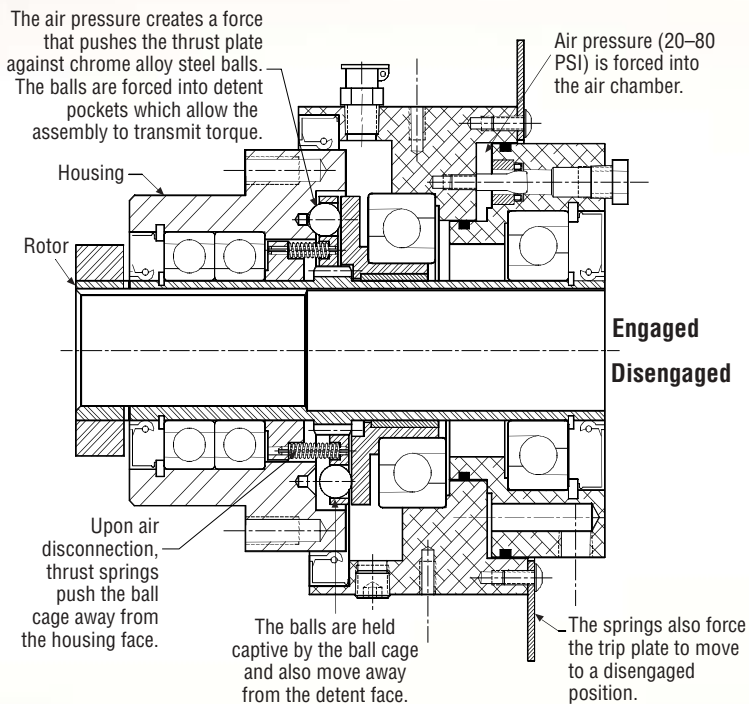 The air pressure creates a force
that pushes the thrust plate
against chrome alloy steel balls.
The balls are forced into detent
pockets which allow the
assembly to transmit torque.
Air pressure (20–80
PSI) is forced into
the air chamber.
Housing
Rotor
Engaged
Disengaged
Upon air
disconnection,
thrust springs
push the ball
cage away from
the housing face.
The balls are held
captive by the ball cage
and also move away
from the detent face.
The springs also force
the trip plate to move
to a disengaged
position.